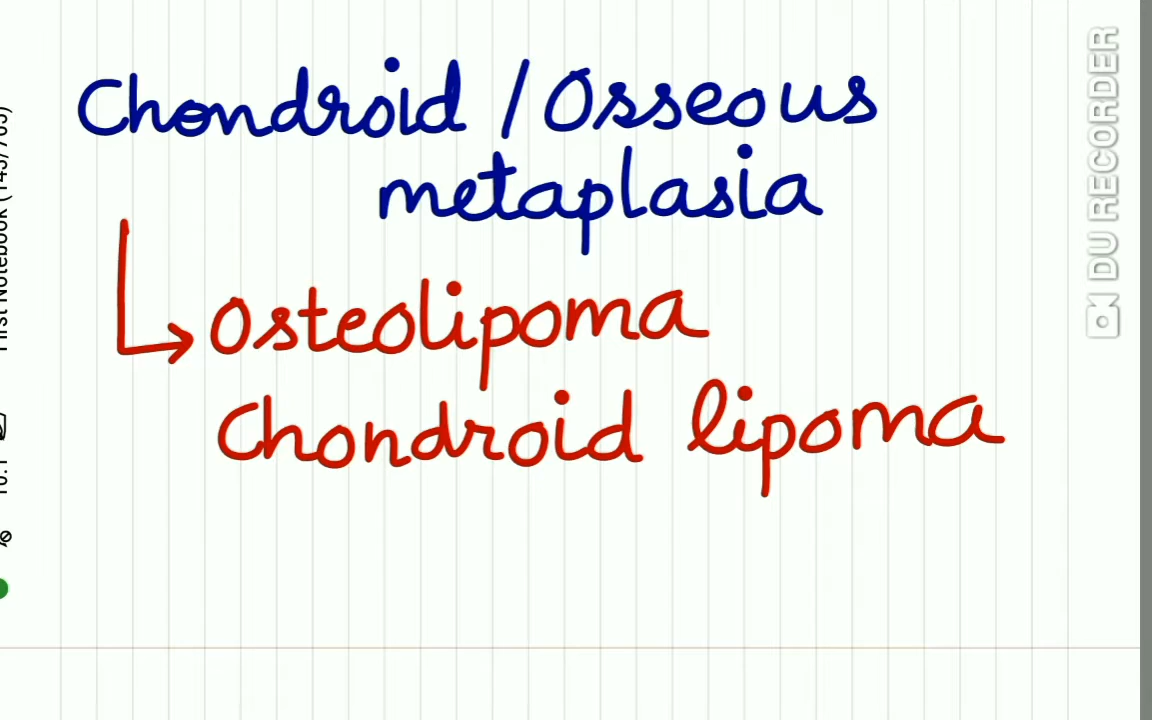 Chondroid / Osseous
metaplasia
Osteolipoma
Chondroid lipoma
DU RECORDER